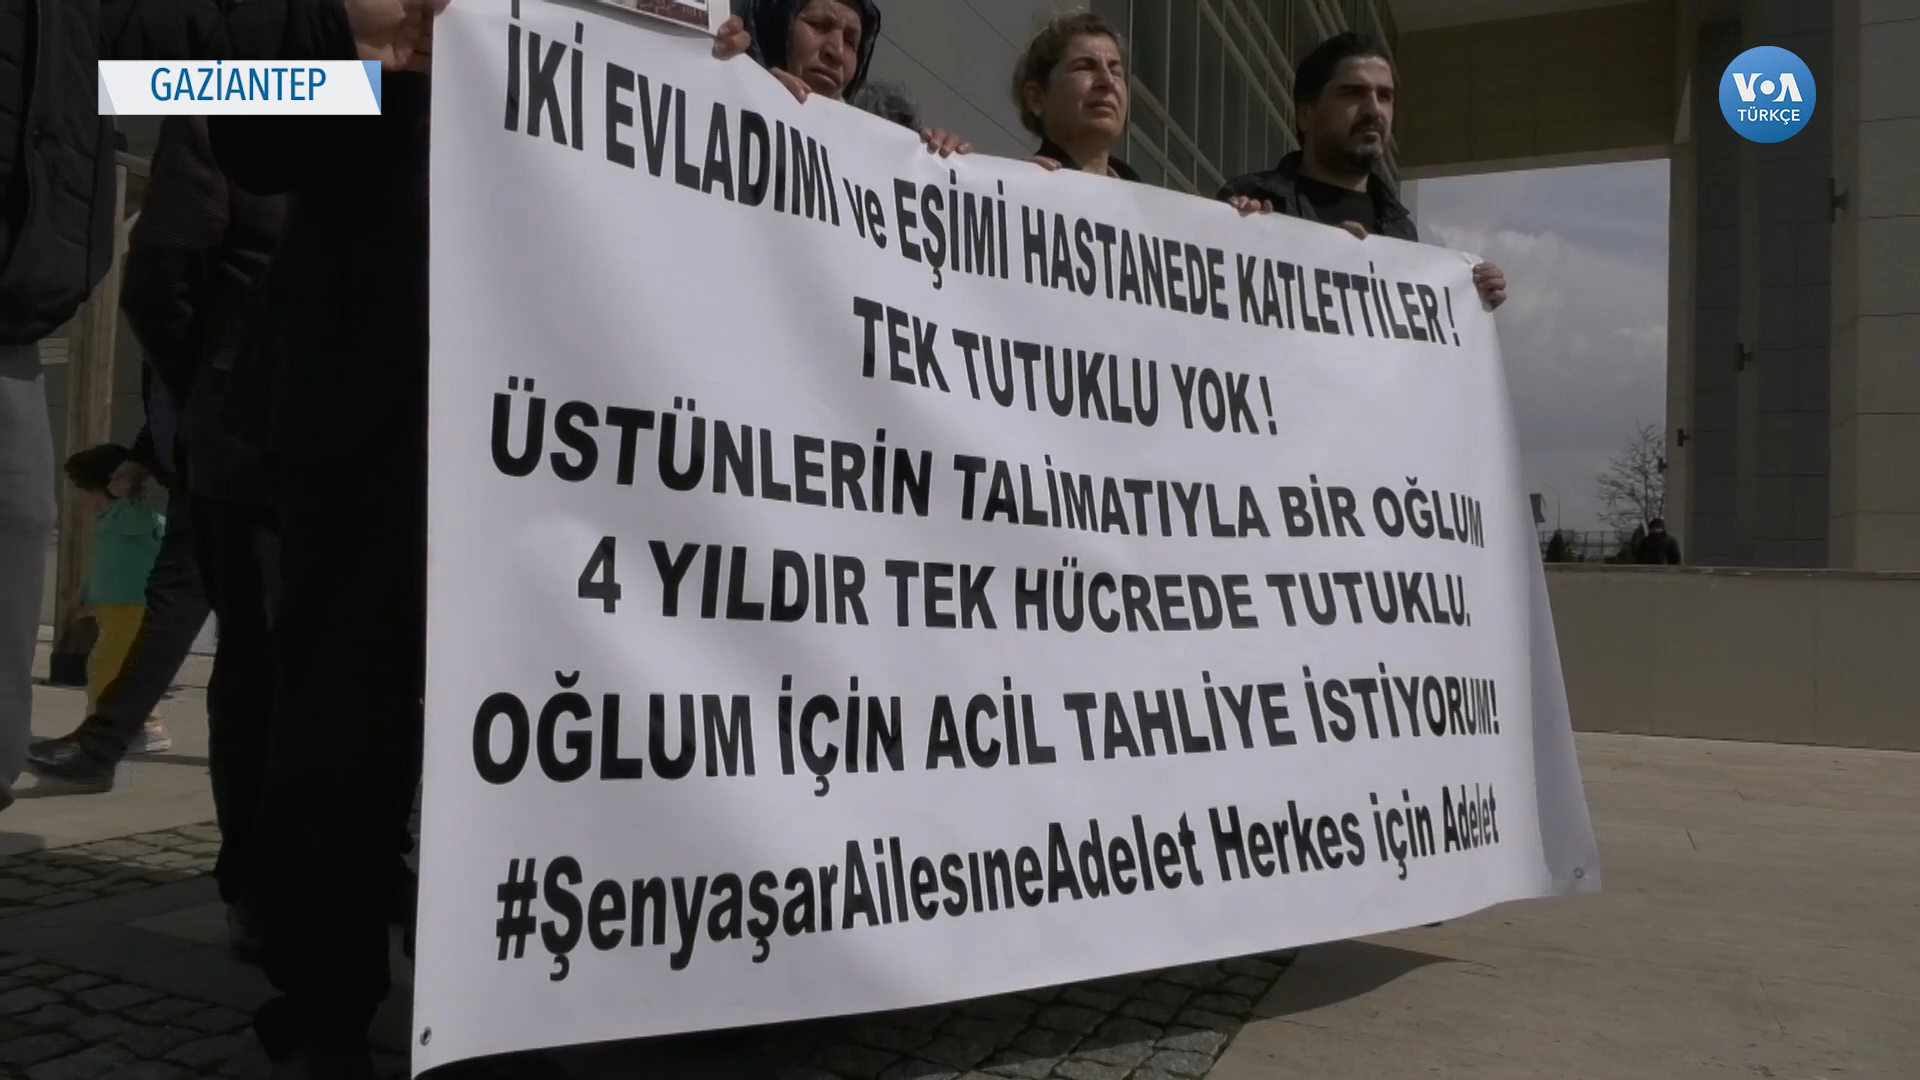 GAZİANTEP
VOA
TÜRKÇE
İKİ EVLADIMI ve EŞİMİ HASTANEDE KATLETTİLER!
TEK TUTUKLU YOK!
ÜSTÜNLERİN TALİMATIYLA BİR OĞLUM
4 YILDIR TEK HÜCREDE TUTUKLU.
OĞLUM İÇİN ACİL TAHLİYE İSTİYORUM!
#ŞenyaşarAilesıneAdelet Herkes için Adelet